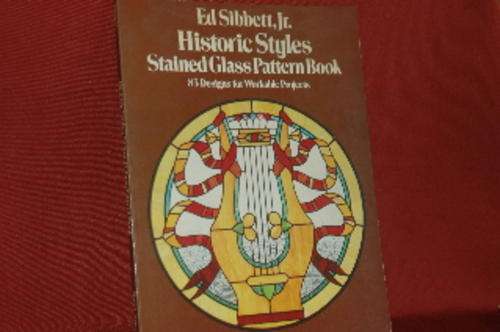 Ed Sibbett, Jr.
Historic Styles
Stained Glass Pattern Book
83 Designs for Workable Projects